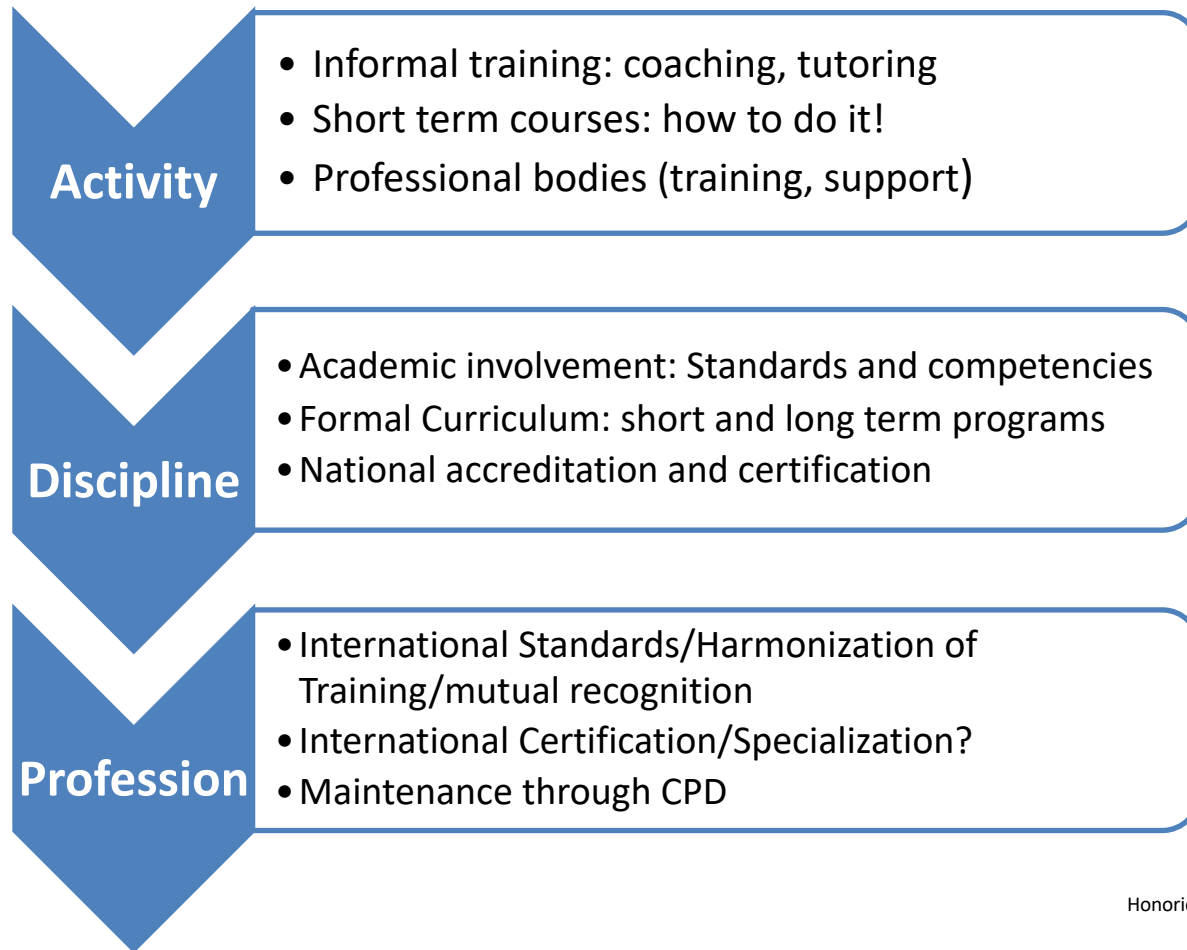 Activity
• Informal training: coaching, tutoring
• Short term courses: how to do it!
• Professional bodies (training, support)
Discipline
• Academic involvement: Standards and competencies
• Formal Curriculum: short and long term programs
• National accreditation and certification
Profession
• International Standards/Harmonization of
Training/mutual recognition
• International Certification/Specialization?
• Maintenance through CPD